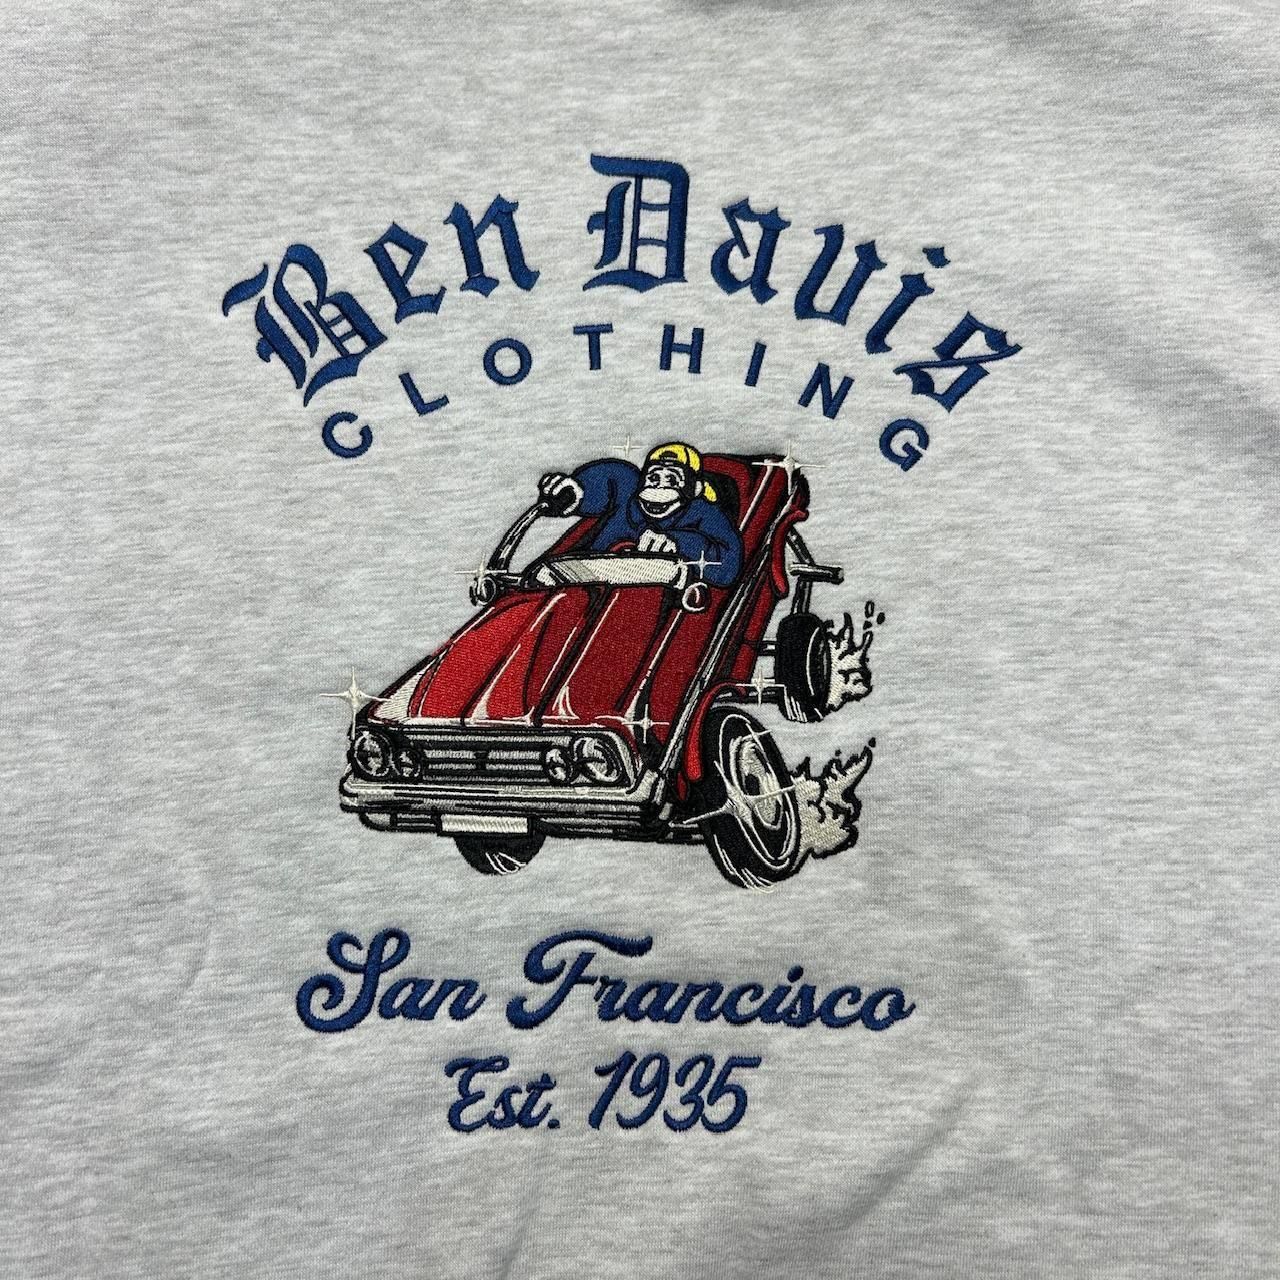 Ben Davis
CLOTHING
San Francisco
Est. 1935